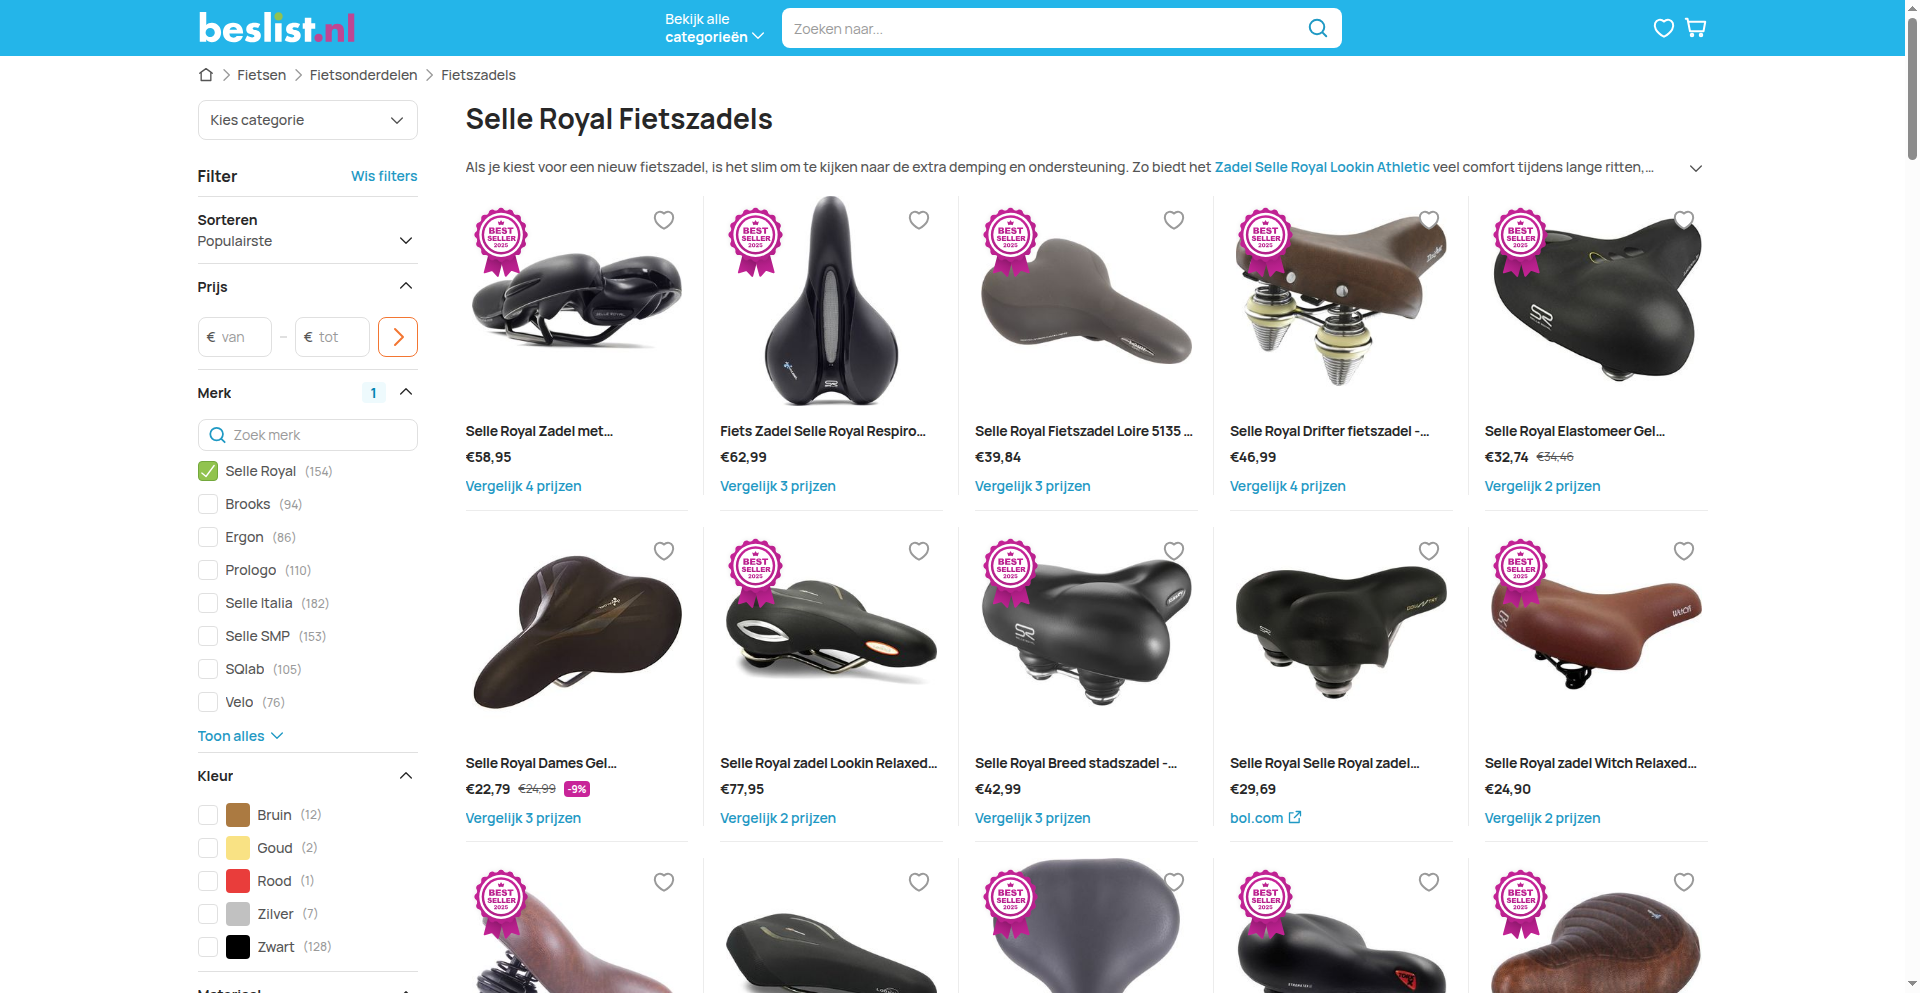 beslist.nl
Bekijk alle
categorieën
Zoeken naar...
Fietsen
Fietsonderdelen
Fietszadels
Kies categorie
Selle Royal Fietszadels
Als je kiest voor een nieuw fietszadel, is het slim om te kijken naar de extra demping en ondersteuning. Zo biedt het Zadel Selle Royal Lookin Athletic veel comfort tijdens lange ritten,...
Filter
Wis filters
Sorteren
Populairste
Prijs
€ van
–
€ tot
Merk
1
Zoek merk
Selle Royal (154)
Brooks (94)
Ergon (86)
Prologo (110)
Selle Italia (182)
Selle SMP (153)
SQlab (105)
Velo (76)
Toon alles
Kleur
Bruin (12)
Goud (2)
Rood (1)
Zilver (7)
Zwart (128)
BEST
SELLER
2025
Selle Royal Zadel met...
€58,95
Vergelijk 4 prijzen
BEST
SELLER
2025
Fiets Zadel Selle Royal Respiro...
€62,99
Vergelijk 3 prijzen
BEST
SELLER
2025
Selle Royal Fietszadel Loire 5135 ...
€39,84
Vergelijk 3 prijzen
BEST
SELLER
2025
Selle Royal Drifter fietszadel -...
€46,99
Vergelijk 4 prijzen
BEST
SELLER
2025
SR
Selle Royal Elastomeer Gel...
€32,74 €34,46
Vergelijk 2 prijzen
Selle Royal Dames Gel...
€22,79 €24,99 -9%
Vergelijk 3 prijzen
BEST
SELLER
2025
Selle Royal zadel Lookin Relaxed...
€77,95
Vergelijk 2 prijzen
BEST
SELLER
2025
SR
Selle Royal Breed stadszadel -...
€42,99
Vergelijk 3 prijzen
SR
Selle Royal Selle Royal zadel...
€29,69
bol.com
BEST
SELLER
2025
SR
WITCH
Selle Royal zadel Witch Relaxed...
€24,90
Vergelijk 2 prijzen
BEST
SELLER
2025
BEST
SELLER
2025
BEST
SELLER
2025
BEST
SELLER
2025